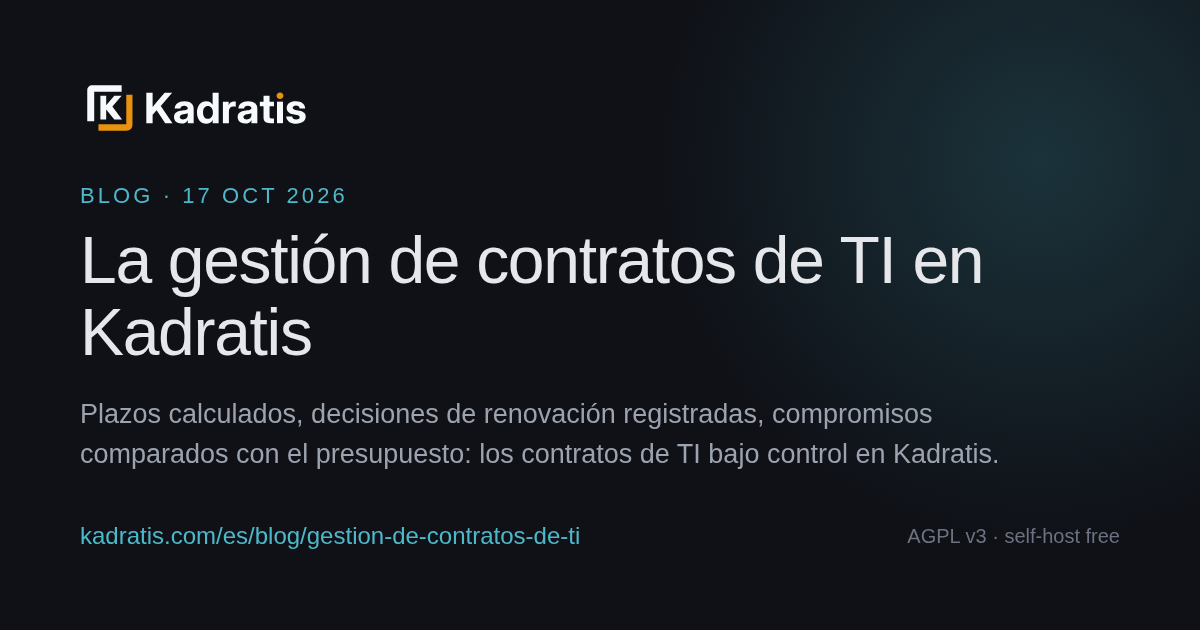 Kadratis
BLOG · 17 OCT 2026
La gestión de contratos de TI en
Kadratis
Plazos calculados, decisiones de renovación registradas, compromisos
comparados con el presupuesto: los contratos de TI bajo control en Kadratis.
kadratis.com/es/blog/gestion-de-contratos-de-ti
AGPL v3 · self-host free